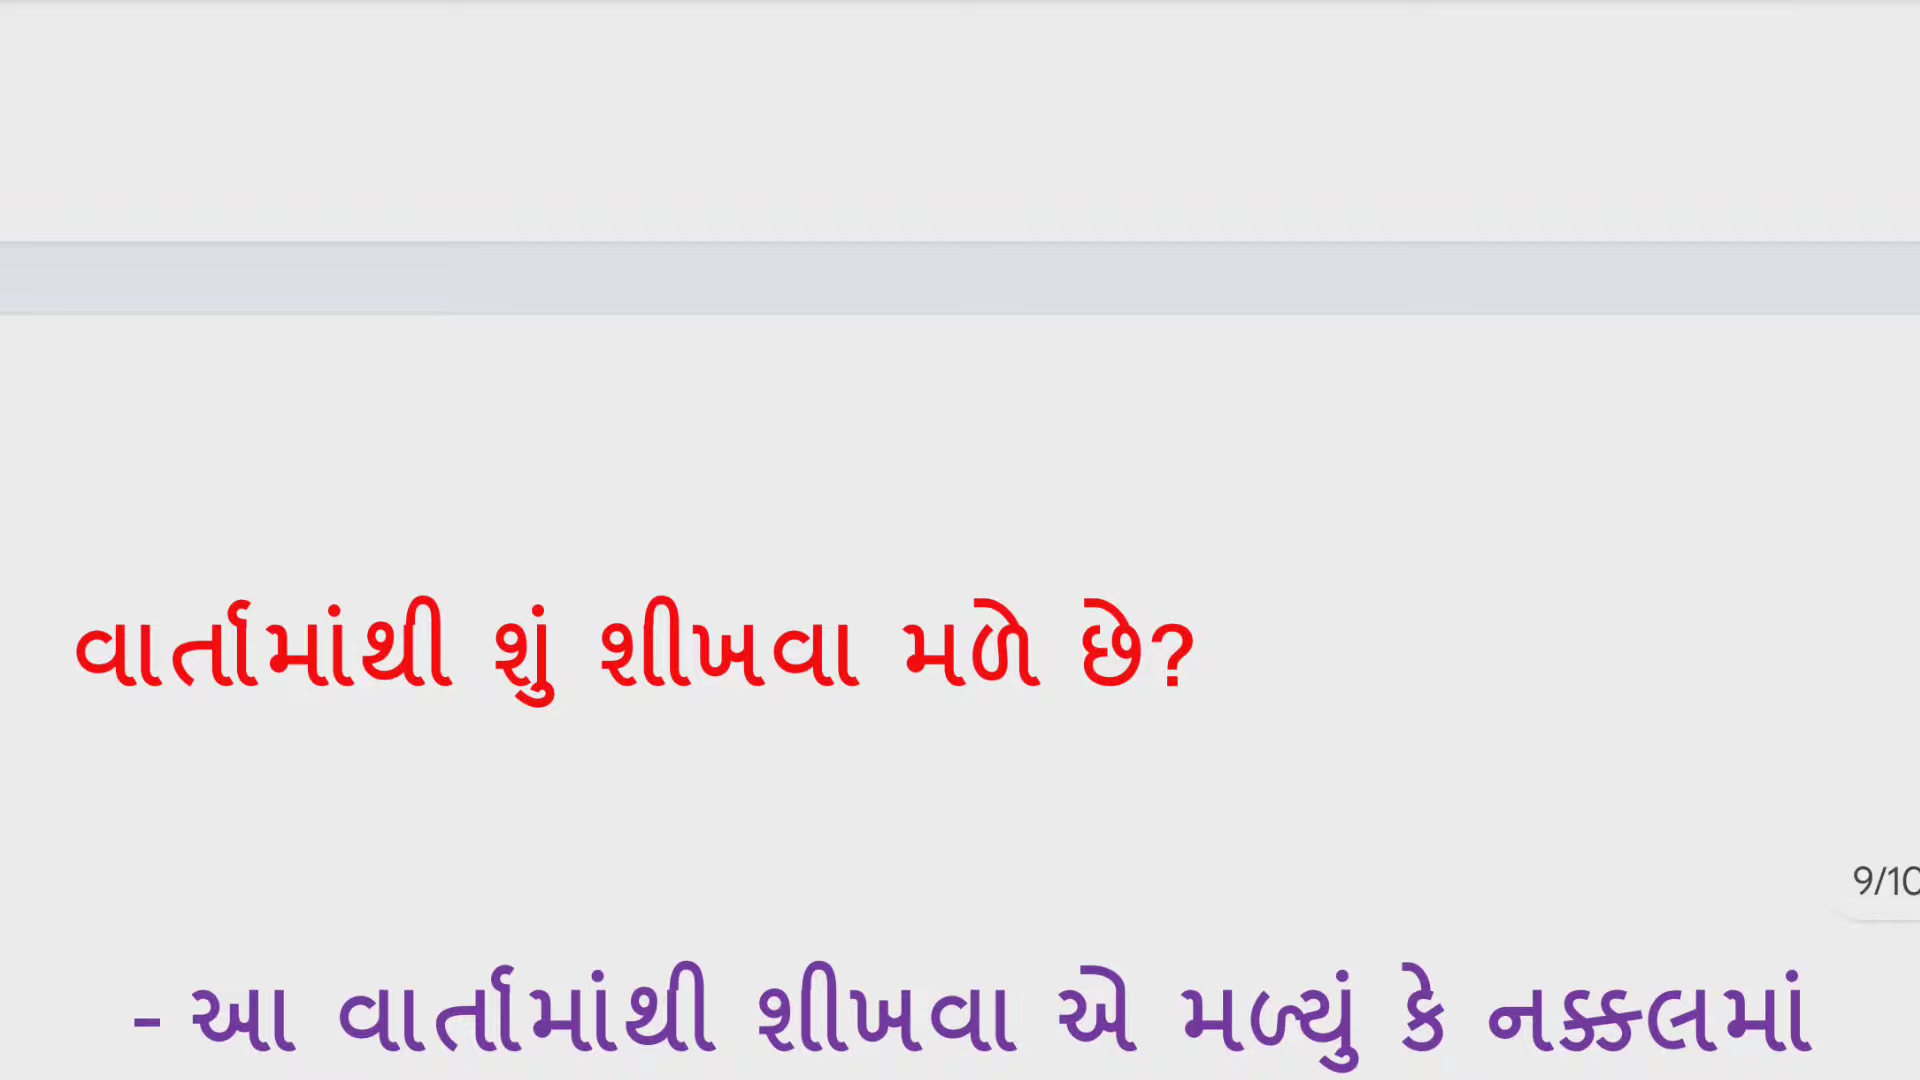 વાર્તામાંથી શું શીખવા મળે છે?
9/10
- આ વાર્તામાંથી શીખવા એ મળ્યું કે નક્કલમાં